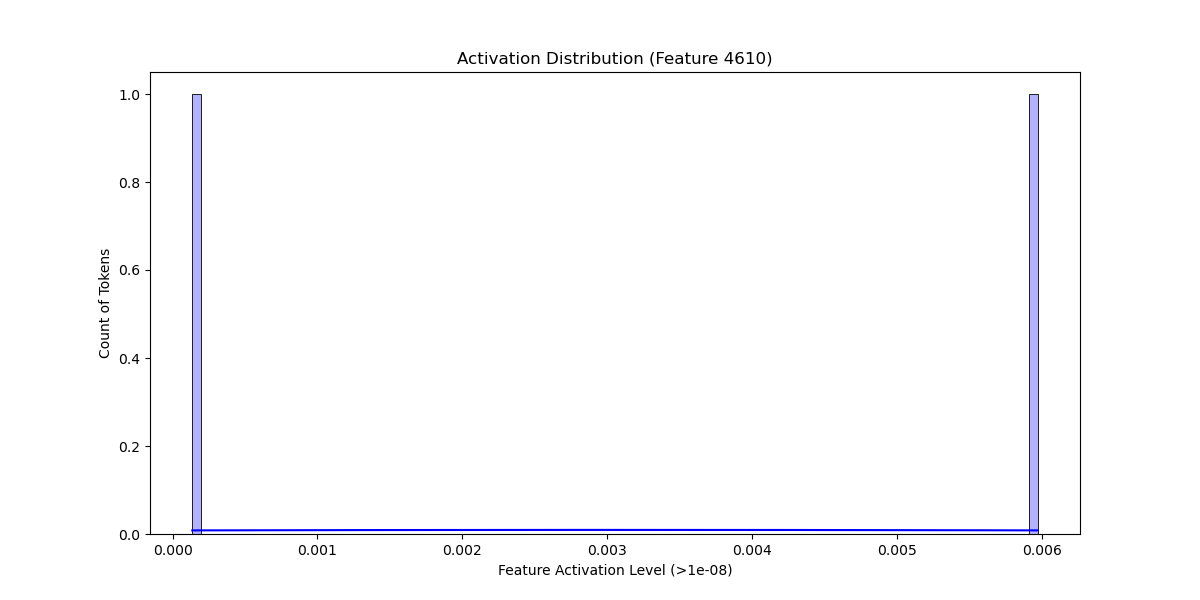 Activation Distribution (Feature 4610)
1.0
0.8
0.6
0.4
0.2
0.0
Count of Tokens
0.000 0.001 0.002 0.003 0.004 0.005 0.006
Feature Activation Level (>1e-08)